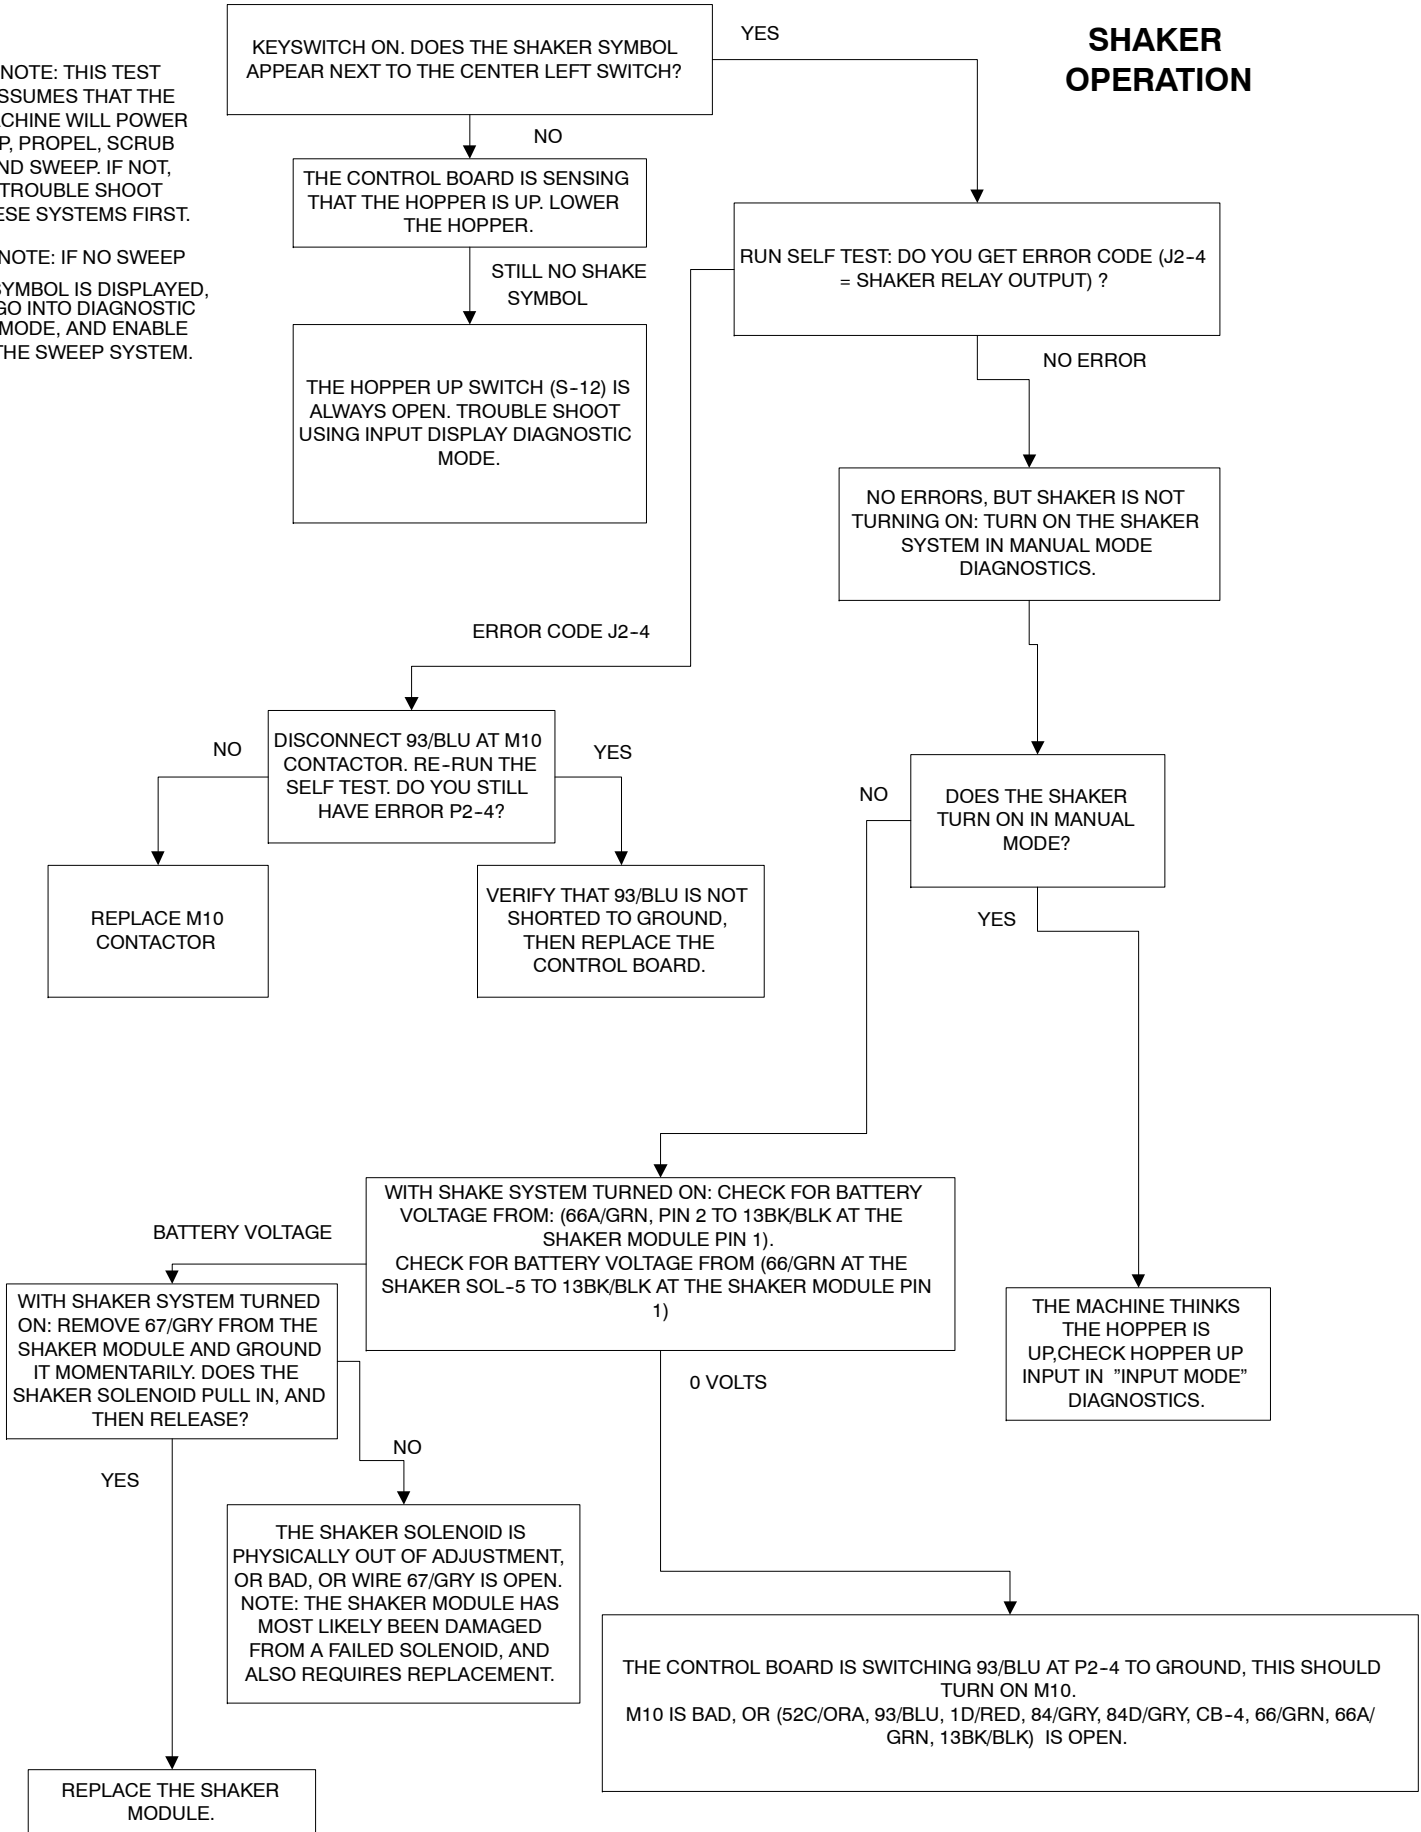 SHAKER
OPERATION
KEYSWITCH ON. DOES THE SHAKER SYMBOL
APPEAR NEXT TO THE CENTER LEFT SWITCH?
YES
NOTE: THIS TEST
SSUMES THAT THE
CHINE WILL POWER
P, PROPEL, SCRUB
ND SWEEP. IF NOT,
TROUBLE SHOOT
ESE SYSTEMS FIRST.
NOTE: IF NO SWEEP
SYMBOL IS DISPLAYED,
GO INTO DIAGNOSTIC
MODE, AND ENABLE
THE SWEEP SYSTEM.
NO
THE CONTROL BOARD IS SENSING
THAT THE HOPPER IS UP. LOWER
THE HOPPER.
STILL NO SHAKE
SYMBOL
THE HOPPER UP SWITCH (S-12) IS
ALWAYS OPEN. TROUBLE SHOOT
USING INPUT DISPLAY DIAGNOSTIC
MODE.
RUN SELF TEST: DO YOU GET ERROR CODE (J2-4
= SHAKER RELAY OUTPUT) ?
NO ERROR
NO ERRORS, BUT SHAKER IS NOT
TURNING ON: TURN ON THE SHAKER
SYSTEM IN MANUAL MODE
DIAGNOSTICS.
ERROR CODE J2-4
DISCONNECT 93/BLU AT M10
CONTACTOR. RE-RUN THE
SELF TEST. DO YOU STILL
HAVE ERROR P2-4?
NO
YES
REPLACE M10
CONTACTOR
VERIFY THAT 93/BLU IS NOT
SHORTED TO GROUND,
THEN REPLACE THE
CONTROL BOARD.
DOES THE SHAKER
TURN ON IN MANUAL
MODE?
NO
YES
WITH SHAKE SYSTEM TURNED ON: CHECK FOR BATTERY
VOLTAGE FROM: (66A/GRN, PIN 2 TO 13BK/BLK AT THE
SHAKER MODULE PIN 1).
CHECK FOR BATTERY VOLTAGE FROM (66/GRN AT THE
SHAKER SOL-5 TO 13BK/BLK AT THE SHAKER MODULE PIN
1)
BATTERY VOLTAGE
WITH SHAKER SYSTEM TURNED
ON: REMOVE 67/GRY FROM THE
SHAKER MODULE AND GROUND
IT MOMENTARILY. DOES THE
SHAKER SOLENOID PULL IN, AND
THEN RELEASE?
0 VOLTS
THE MACHINE THINKS
THE HOPPER IS
UP,CHECK HOPPER UP
INPUT IN ”INPUT MODE”
DIAGNOSTICS.
YES
NO
THE SHAKER SOLENOID IS
PHYSICALLY OUT OF ADJUSTMENT,
OR BAD, OR WIRE 67/GRY IS OPEN.
NOTE: THE SHAKER MODULE HAS
MOST LIKELY BEEN DAMAGED
FROM A FAILED SOLENOID, AND
ALSO REQUIRES REPLACEMENT.
THE CONTROL BOARD IS SWITCHING 93/BLU AT P2-4 TO GROUND, THIS SHOULD
TURN ON M10.
M10 IS BAD, OR (52C/ORA, 93/BLU, 1D/RED, 84/GRY, 84D/GRY, CB-4, 66/GRN, 66A/
GRN, 13BK/BLK) IS OPEN.
REPLACE THE SHAKER
MODULE.